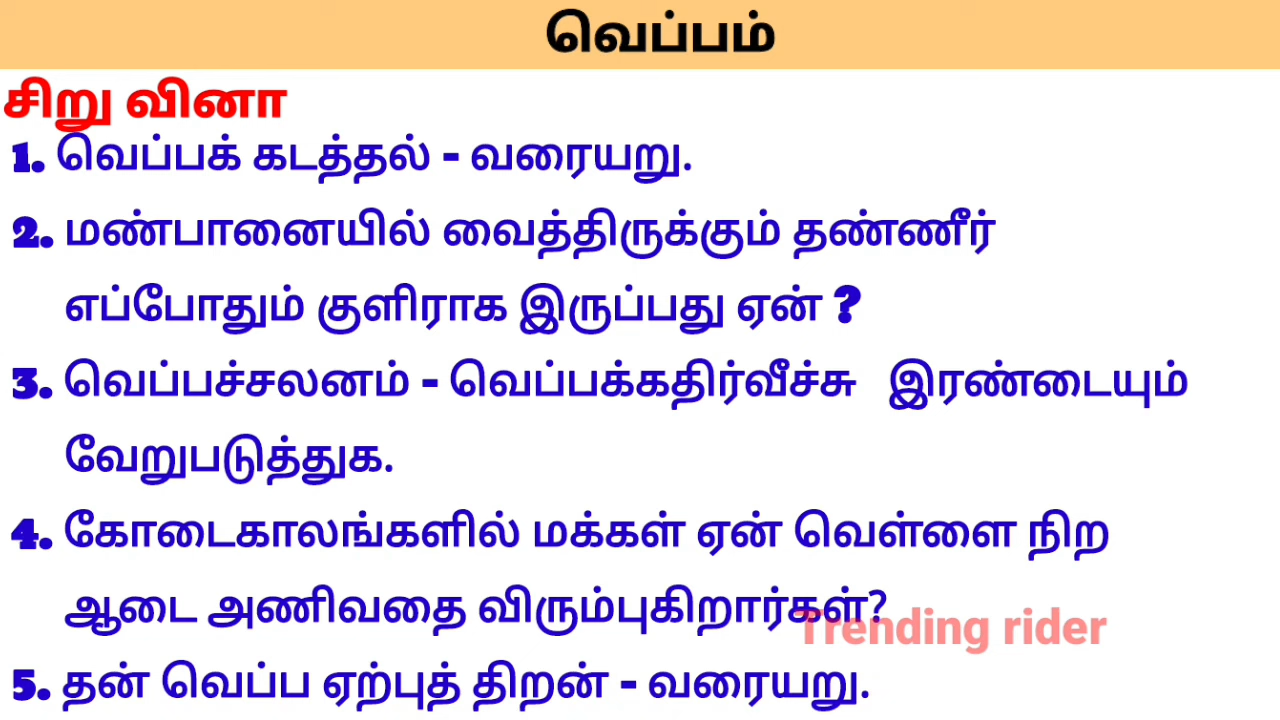 வெப்பம்
சிறு வினா
1. வெப்பக் கடத்தல் - வரையறு.
2. மண்பானையில் வைத்திருக்கும் தண்ணீர்
எப்போதும் குளிராக இருப்பது ஏன் ?
3. வெப்பச்சலனம் - வெப்பக்கதிர்வீச்சு இரண்டையும்
வேறுபடுத்துக.
4. கோடைகாலங்களில் மக்கள் ஏன் வெள்ளை நிற
ஆடை அணிவதை விரும்புகிறார்கள்?
Trending rider
5. தன் வெப்ப ஏற்புத் திறன் - வரையறு.